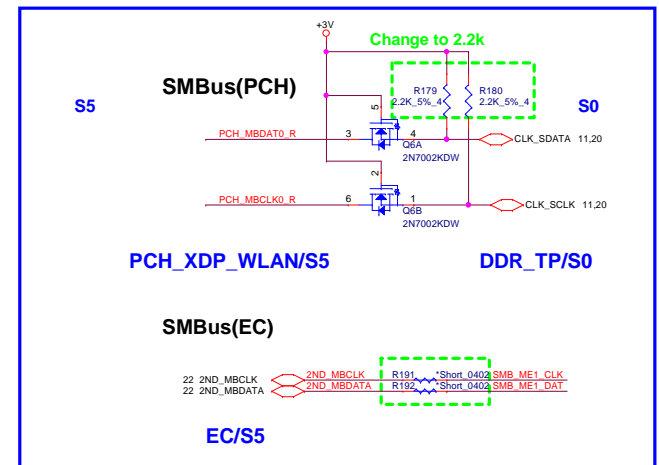 +3V
Change to 2.2k
SMBus(PCH)
R179 R180
2.2K_5%_4 2.2K_5%_4
S5 S0
5
PCH_MBDAT0_R 3 4 CLK_SDATA 11,20
Q6A
2N7002KDW
2
PCH_MBCLK0_R 6 1 CLK_SCLK 11,20
Q6B
2N7002KDW
PCH_XDP_WLAN/S5 DDR_TP/S0
SMBus(EC)
22 2ND_MBCLK 2ND_MBCLK R191 *Short_0402 SMB_ME1_CLK
22 2ND_MBDATA 2ND_MBDATA R192 *Short_0402 SMB_ME1_DAT
EC/S5